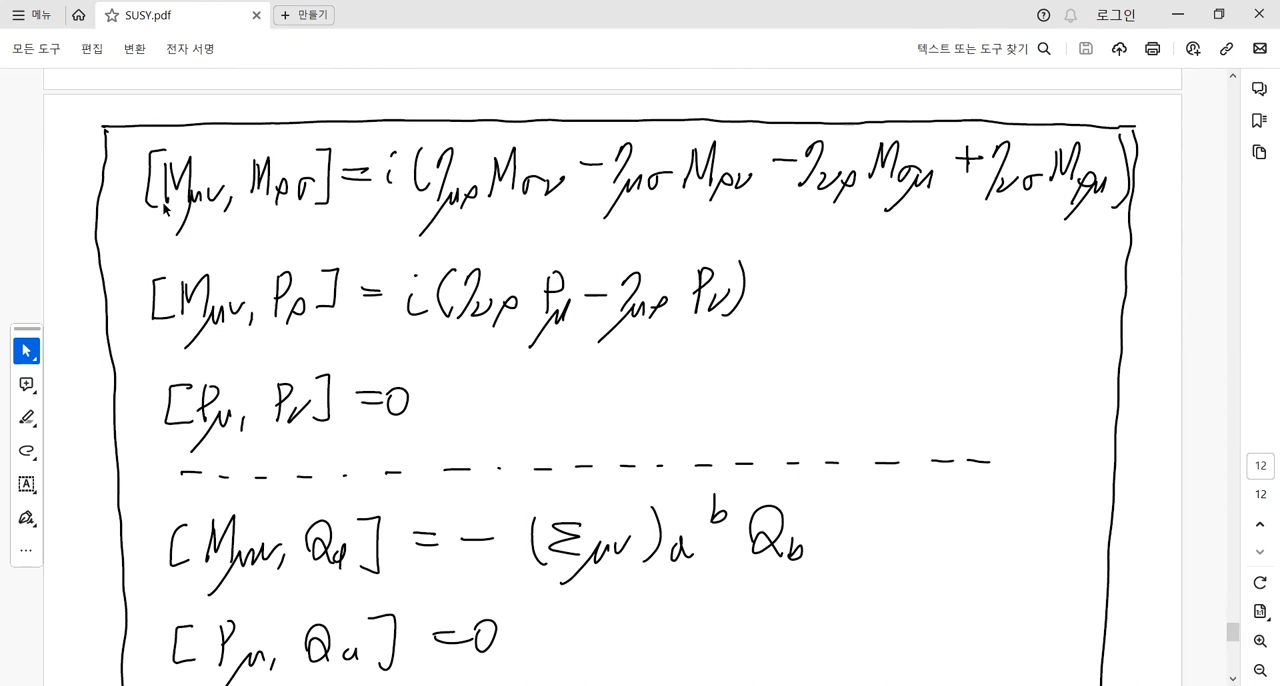 메뉴 SUSY.pdf + 만들기 로그인
모든 도구 편집 변환 전자 서명 텍스트 또는 도구 찾기
[Mμν, Mρσ] = i(ημρ Mσν − ημσ Mρν − ηνρ Mσμ + ηνσ Mρμ)
[Mμν, Pρ] = i(ηνρ Pμ − ημρ Pν)
[Pμ, Pν] = 0
[Mμν, Qa] = − (Σμν)a^b Qb
[Pμ, Qa] = 0
12
12